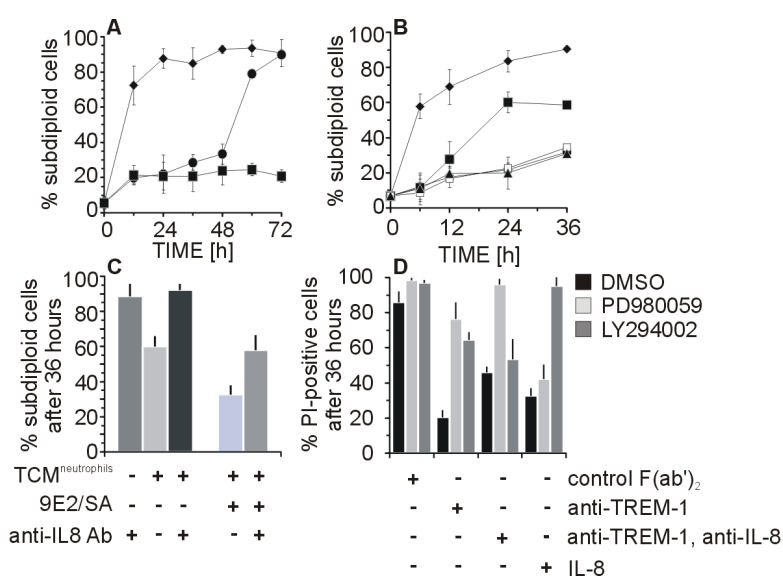 A
% subdiploid cells
100
80
60
40
20
0
0 24 48 72
TIME [h]
B
% subdiploid cells
100
80
60
40
20
0
0 12 24 36
TIME [h]
C
% subdiploid cells
after 36 hours
100
80
60
40
20
0
TCMneutrophils - + + + +
9E2/SA - - - + +
anti-IL8 Ab + - + - +
D
% PI-positive cells
after 36 hours
100
80
60
40
20
0
DMSO
PD980059
LY294002
+ - - - control F(ab')2
- + - - anti-TREM-1
- - + - anti-TREM-1, anti-IL-8
- - - + IL-8